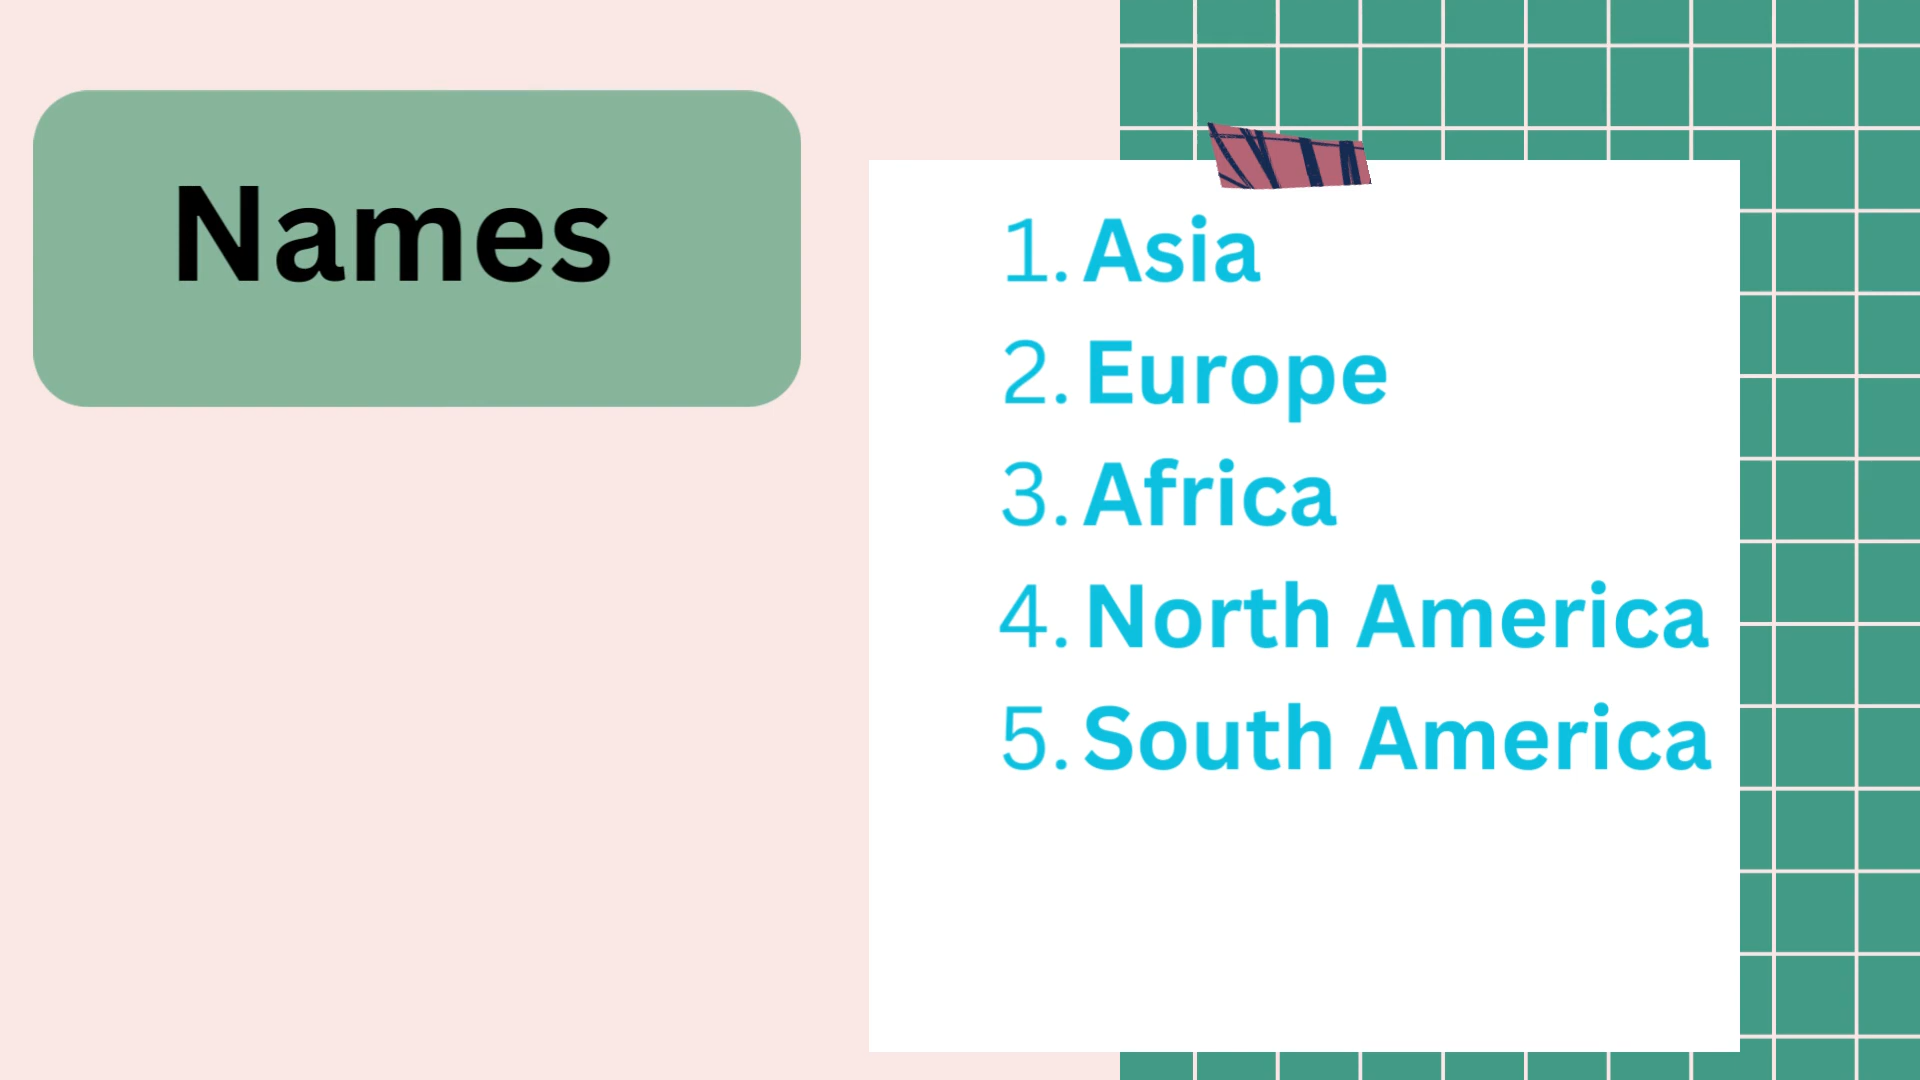 Names
1. Asia
2. Europe
3. Africa
4. North America
5. South America